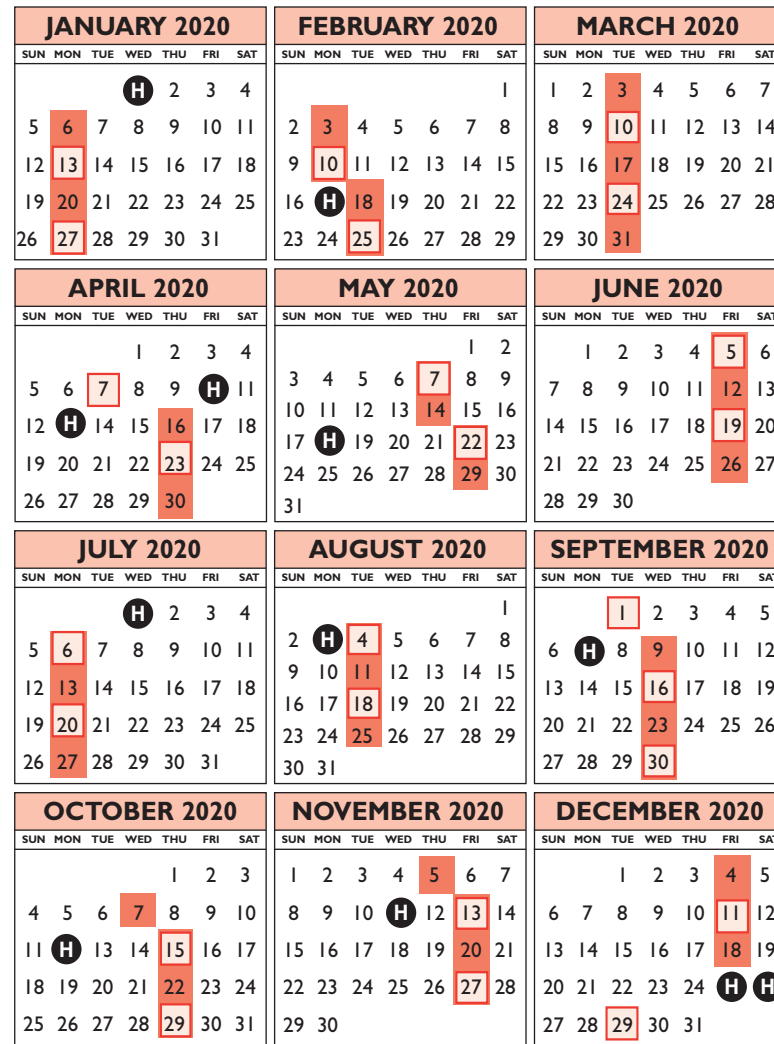 JANUARY 2020
SUN MON TUE WED THU FRI SAT
H 2 3 4
5 6 7 8 9 10 11
12 13 14 15 16 17 18
19 20 21 22 23 24 25
26 27 28 29 30 31
FEBRUARY 2020
SUN MON TUE WED THU FRI SAT
1
2 3 4 5 6 7 8
9 10 11 12 13 14 15
16 H 18 19 20 21 22
23 24 25 26 27 28 29
MARCH 2020
SUN MON TUE WED THU FRI SAT
1 2 3 4 5 6 7
8 9 10 11 12 13 14
15 16 17 18 19 20 21
22 23 24 25 26 27 28
29 30 31
APRIL 2020
SUN MON TUE WED THU FRI SAT
1 2 3 4
5 6 7 8 9 H 11
12 H 14 15 16 17 18
19 20 21 22 23 24 25
26 27 28 29 30
MAY 2020
SUN MON TUE WED THU FRI SAT
1 2
3 4 5 6 7 8 9
10 11 12 13 14 15 16
17 H 19 20 21 22 23
24 25 26 27 28 29 30
31
JUNE 2020
SUN MON TUE WED THU FRI SAT
1 2 3 4 5 6
7 8 9 10 11 12 13
14 15 16 17 18 19 20
21 22 23 24 25 26 27
28 29 30
JULY 2020
SUN MON TUE WED THU FRI SAT
H 2 3 4
5 6 7 8 9 10 11
12 13 14 15 16 17 18
19 20 21 22 23 24 25
26 27 28 29 30 31
AUGUST 2020
SUN MON TUE WED THU FRI SAT
1
2 H 4 5 6 7 8
9 10 11 12 13 14 15
16 17 18 19 20 21 22
23 24 25 26 27 28 29
30 31
SEPTEMBER 2020
SUN MON TUE WED THU FRI SAT
1 2 3 4 5
6 H 8 9 10 11 12
13 14 15 16 17 18 19
20 21 22 23 24 25 26
27 28 29 30
OCTOBER 2020
SUN MON TUE WED THU FRI SAT
1 2 3
4 5 6 7 8 9 10
11 H 13 14 15 16 17
18 19 20 21 22 23 24
25 26 27 28 29 30 31
NOVEMBER 2020
SUN MON TUE WED THU FRI SAT
1 2 3 4 5 6 7
8 9 10 H 12 13 14
15 16 17 18 19 20 21
22 23 24 25 26 27 28
29 30
DECEMBER 2020
SUN MON TUE WED THU FRI SAT
1 2 3 4 5
6 7 8 9 10 11 12
13 14 15 16 17 18 19
20 21 22 23 24 H H
27 28 29 30 31